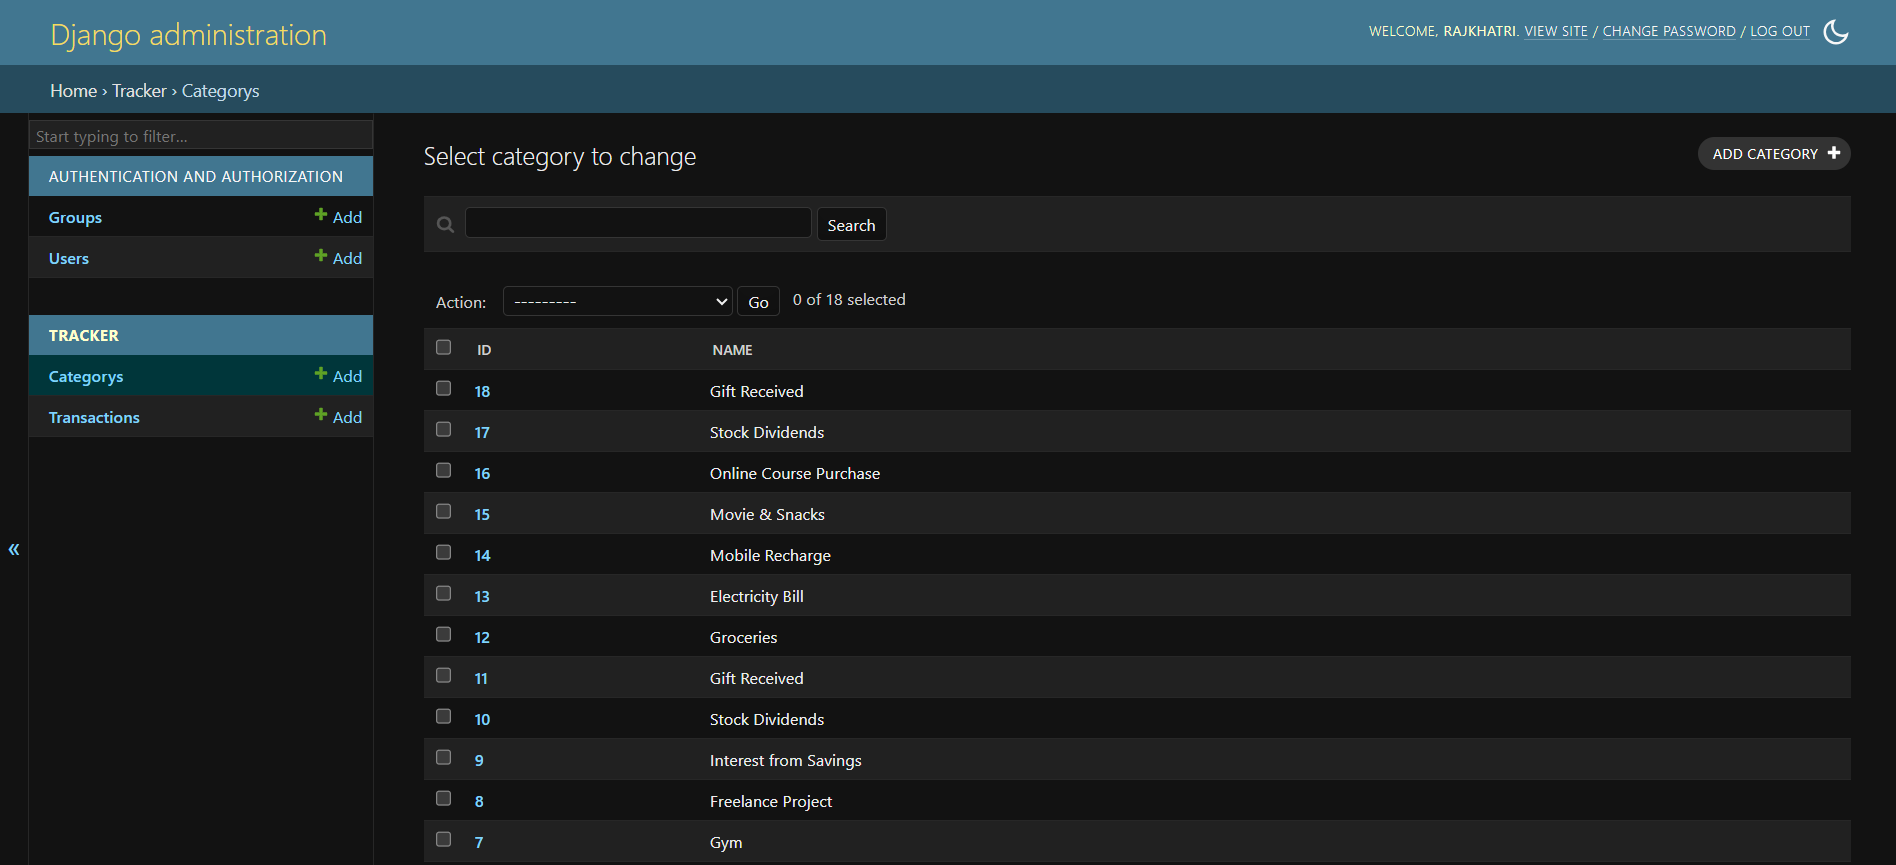 Django administration
WELCOME, RAJKHATRI. VIEW SITE / CHANGE PASSWORD / LOG OUT
Home › Tracker › Categorys
Start typing to filter...
AUTHENTICATION AND AUTHORIZATION
Groups + Add
Users + Add
TRACKER
Categorys + Add
Transactions + Add
«
Select category to change
ADD CATEGORY +
Search
Action: --------- Go 0 of 18 selected
ID NAME
18 Gift Received
17 Stock Dividends
16 Online Course Purchase
15 Movie & Snacks
14 Mobile Recharge
13 Electricity Bill
12 Groceries
11 Gift Received
10 Stock Dividends
9 Interest from Savings
8 Freelance Project
7 Gym